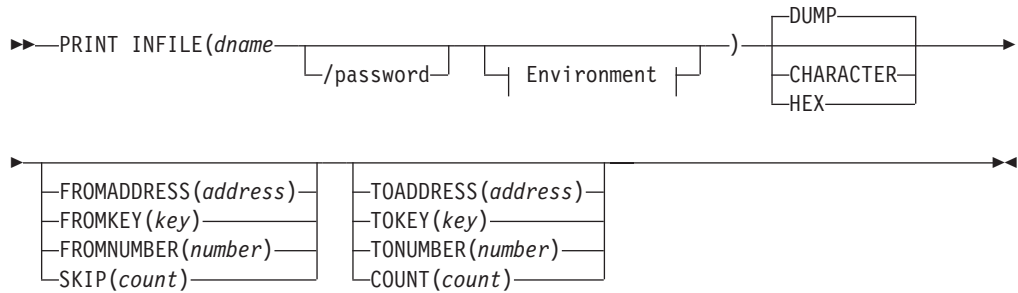 DUMP
PRINT INFILE(dname )
/password Environment CHARACTER
HEX
FROMADDRESS(address) TOADDRESS(address)
FROMKEY(key) TOKEY(key)
FROMNUMBER(number) TONUMBER(number)
SKIP(count) COUNT(count)